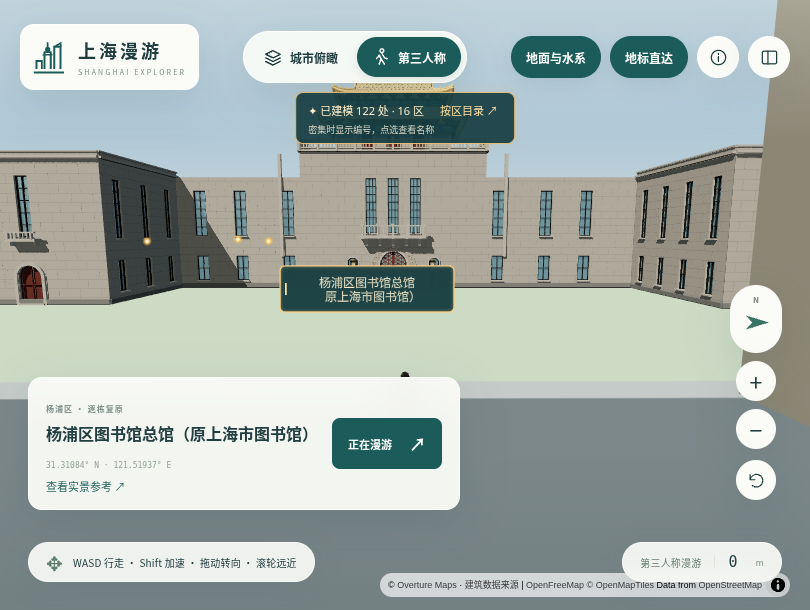 上海漫游
SHANGHAI EXPLORER
城市俯瞰
第三人称
地面与水系
地标直达
✦ 已建模 122 处 · 16 区 按区目录 ↗
密集时显示编号，点选查看名称
杨浦区图书馆总馆
原上海市图书馆）
N
杨浦区 · 逐栋复原
杨浦区图书馆总馆（原上海市图书馆）
31.31084° N · 121.51937° E
查看实景参考 ↗
正在漫游 ↗
WASD 行走 · Shift 加速 · 拖动转向 · 滚轮远近
第三人称漫游 0 m
© Overture Maps · 建筑数据来源 | OpenFreeMap © OpenMapTiles Data from OpenStreetMap